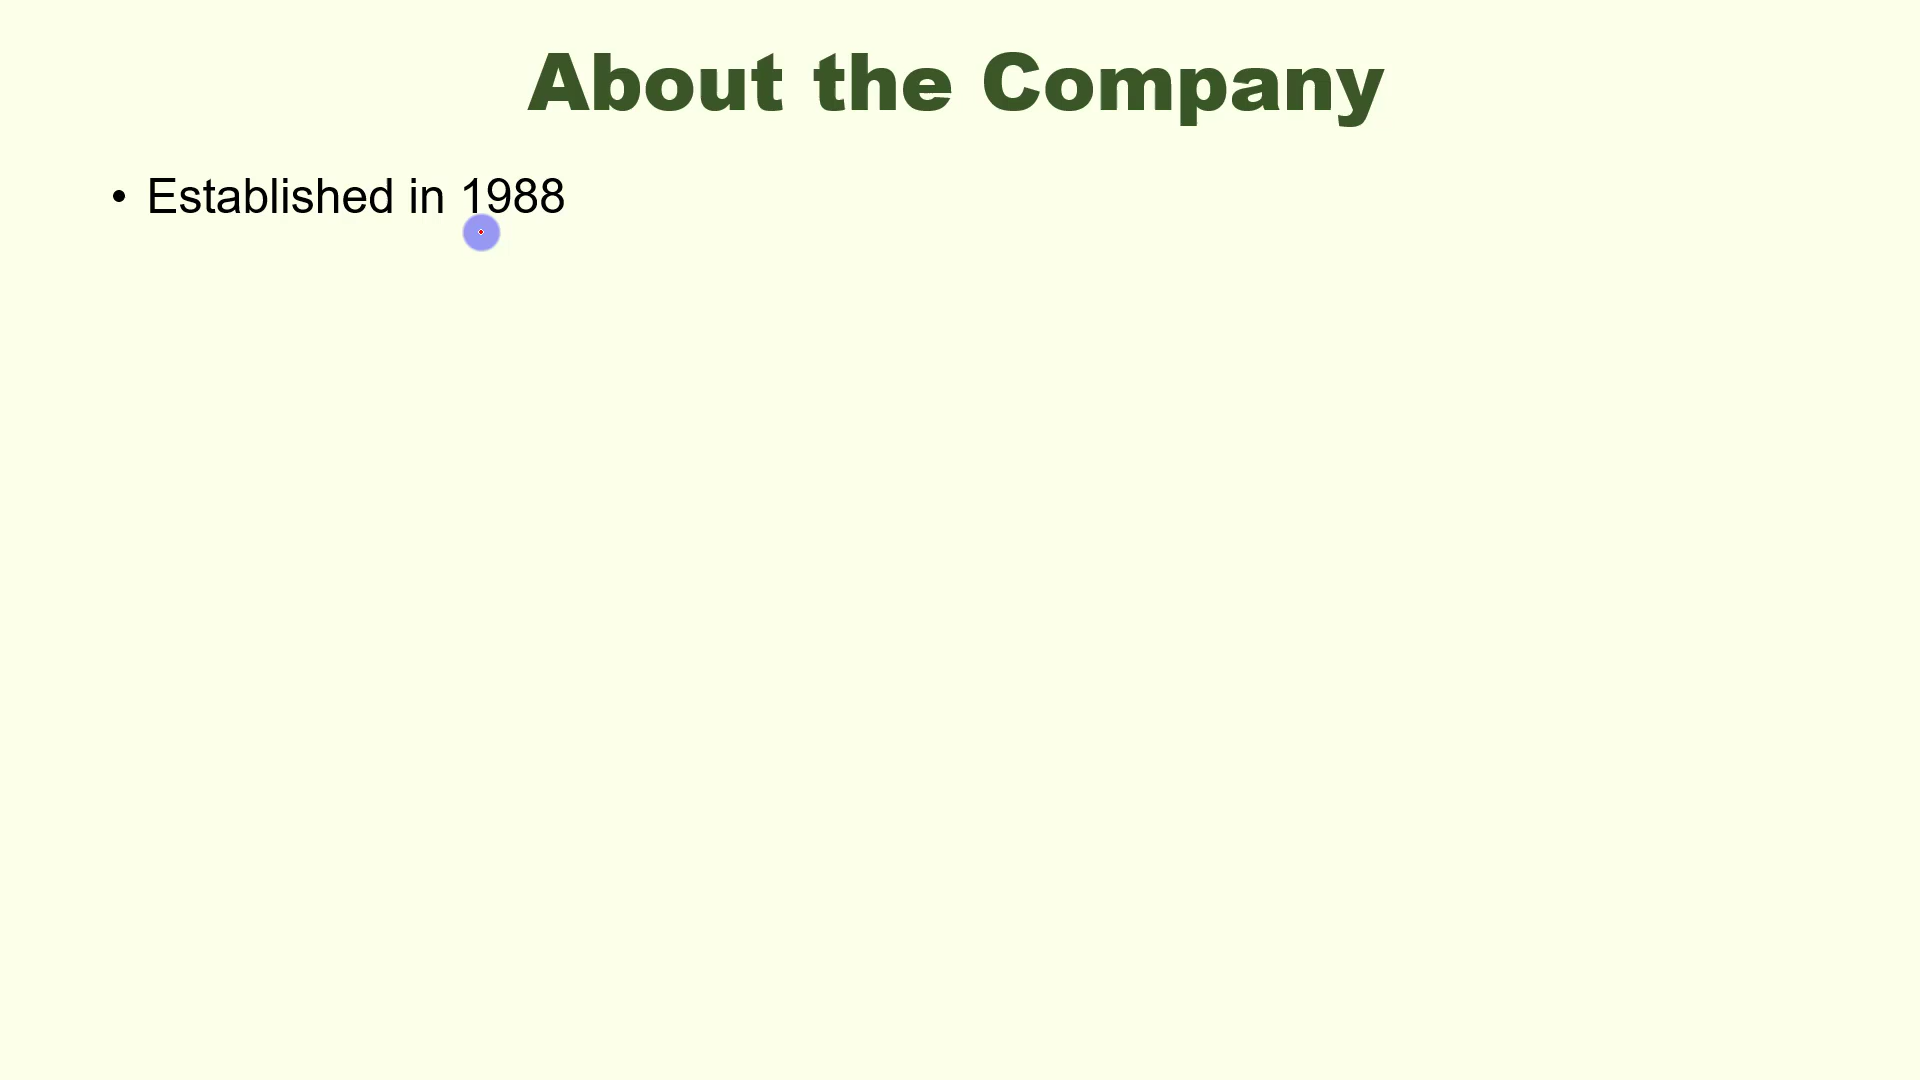 About the Company
• Established in 1988